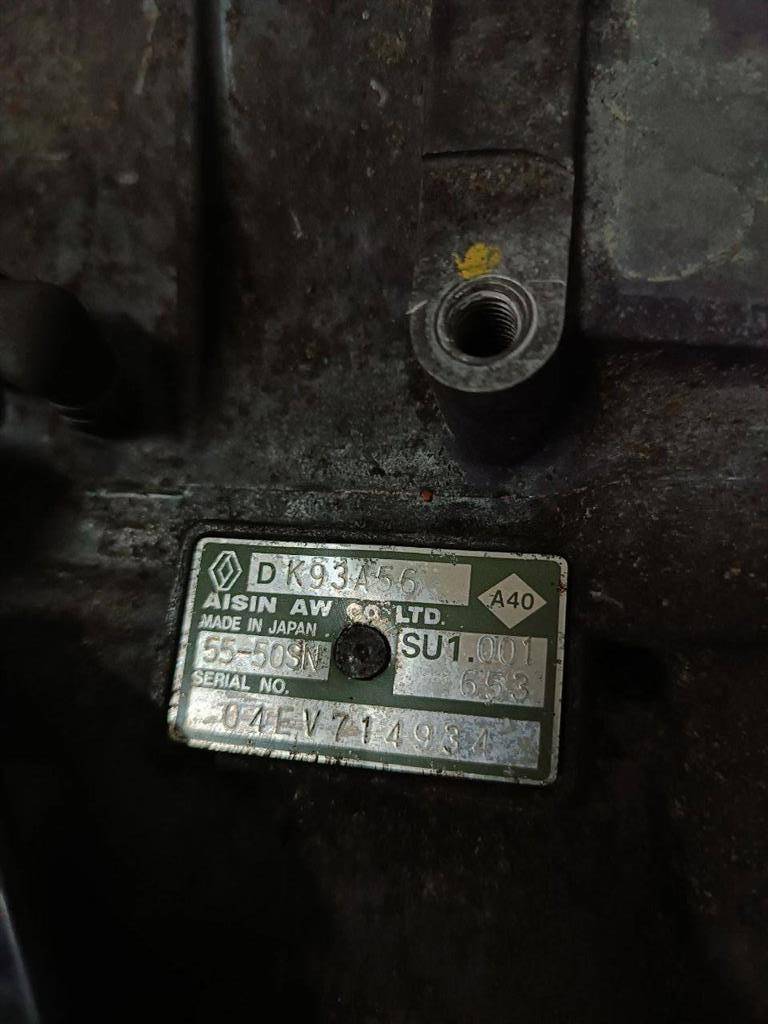 DK93A56
A40
AISIN AW CO., LTD.
MADE IN JAPAN
55-50SN
SU1.001
653
SERIAL NO.
04EV714934